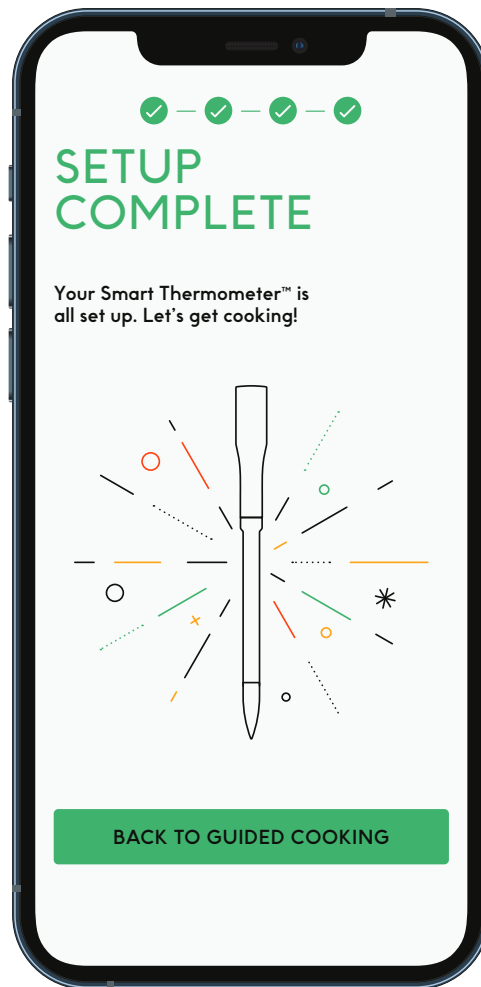 SETUP
COMPLETE
Your Smart Thermometer™ is
all set up. Let's get cooking!
BACK TO GUIDED COOKING